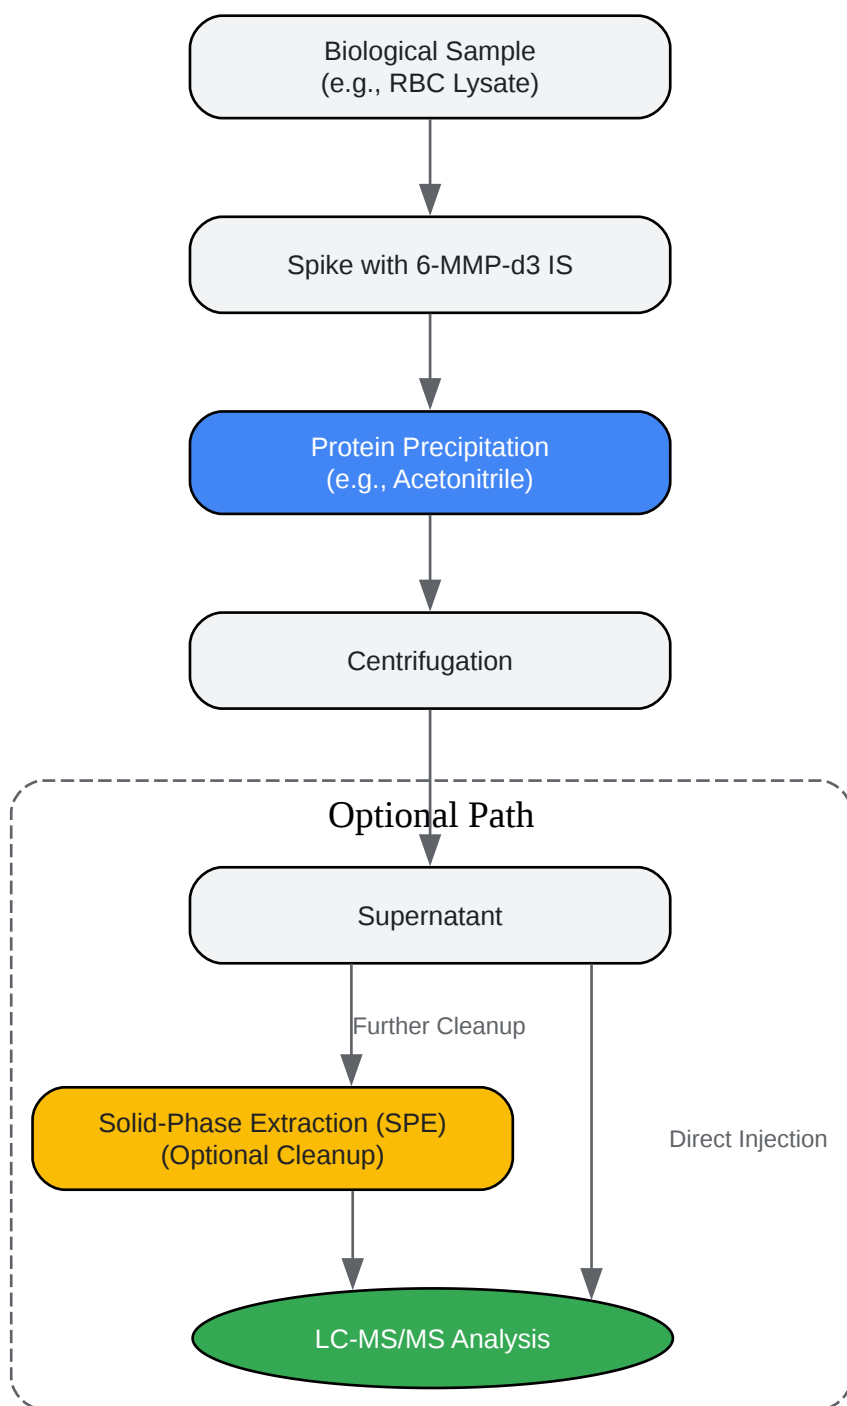 Biological Sample
(e.g., RBC Lysate)
Spike with 6-MMP-d3 IS
Protein Precipitation
(e.g., Acetonitrile)
Centrifugation
Optional Path
Supernatant
Further Cleanup
Solid-Phase Extraction (SPE)
(Optional Cleanup)
Direct Injection
LC-MS/MS Analysis